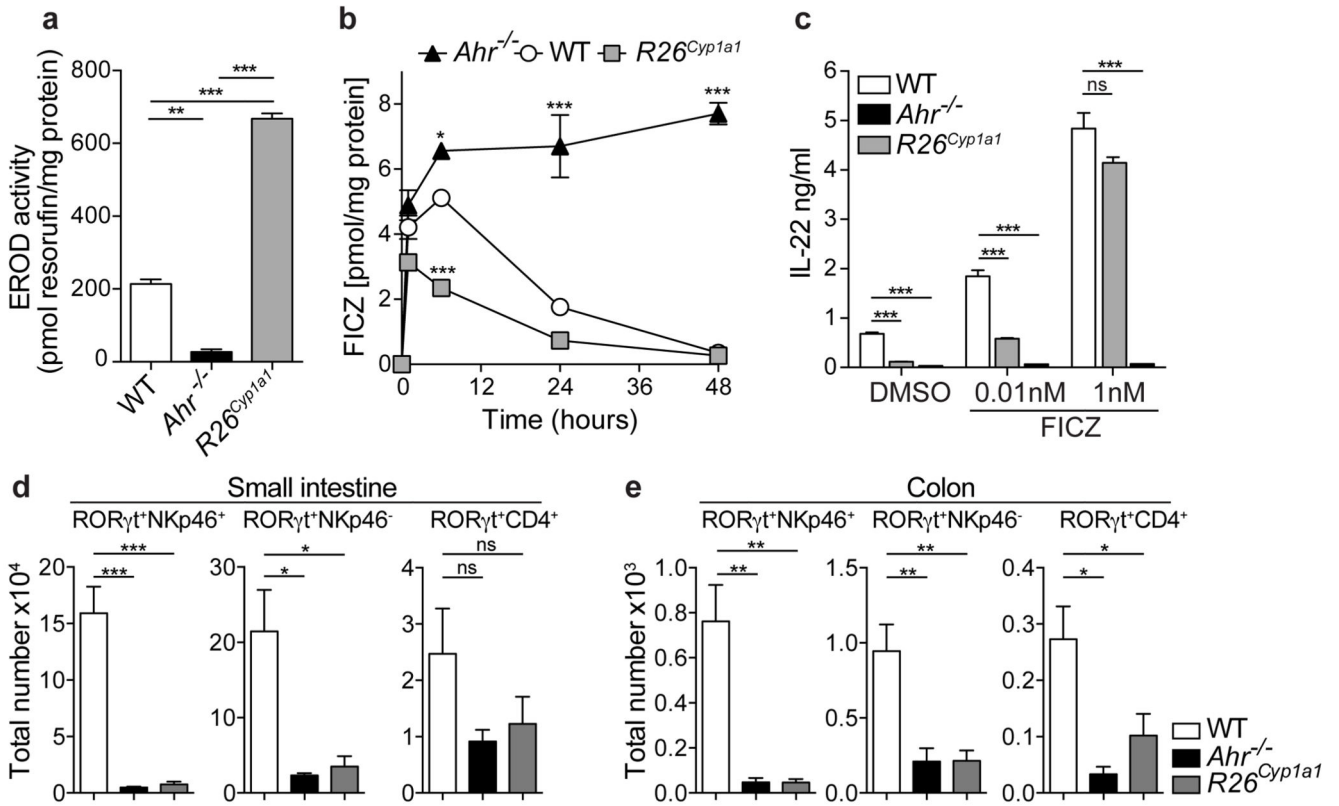 a
EROD activity
(pmol resorufin/mg protein)
800
600
400
200
0
***
***
**
WT
Ahr-/-
R26Cyp1a1
b
Ahr-/- WT R26Cyp1a1
FICZ [pmol/mg protein]
8
6
4
2
0
*
***
***
***
0 12 24 36 48
Time (hours)
c
IL-22 ng/ml
6
5
4
3
2
1
0
WT
Ahr-/-
R26Cyp1a1
***
***
***
***
***
ns
DMSO 0.01nM 1nM
FICZ
d
Small intestine
RORγt+NKp46+ RORγt+NKp46- RORγt+CD4+
Total number x10⁴
20
15
10
5
0
***
***
30
20
10
0
*
*
4
3
2
1
0
ns
ns
e
Colon
RORγt+NKp46+ RORγt+NKp46- RORγt+CD4+
Total number x10³
1.0
0.8
0.6
0.4
0.2
0.0
**
**
1.5
1.0
0.5
0.0
**
**
0.4
0.3
0.2
0.1
0.0
*
*
WT
Ahr-/-
R26Cyp1a1